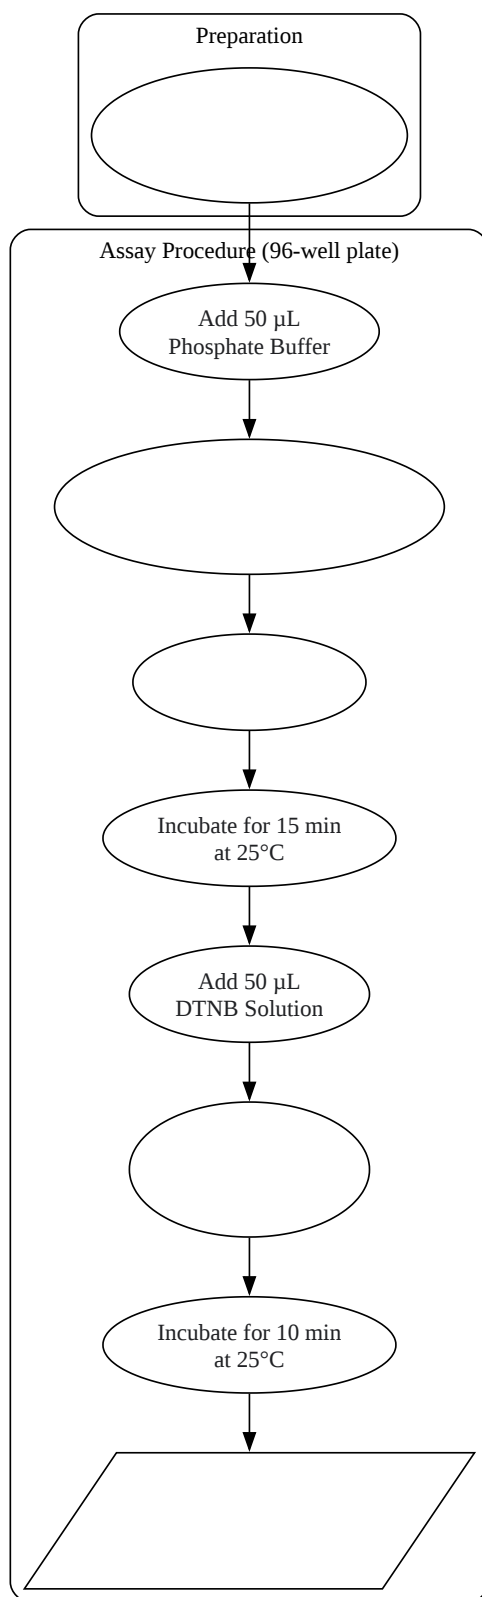 Preparation
Assay Procedure (96-well plate)
Add 50 µL
Phosphate Buffer
Incubate for 15 min
at 25°C
Add 50 µL
DTNB Solution
Incubate for 10 min
at 25°C